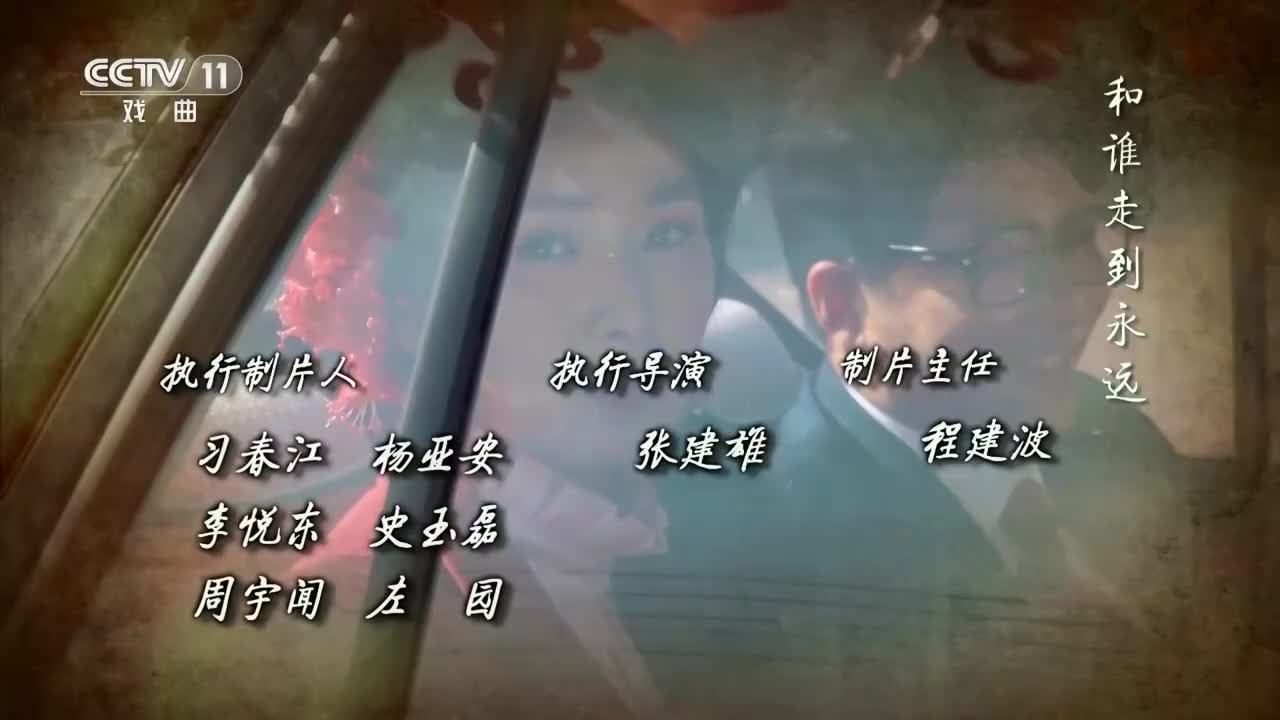 CCTV 11
戏曲
和谁走到永远
执行制片人
习春江 杨亚安
李悦东 史玉磊
周宇闻 左园
执行导演
张建雄
制片主任
程建波